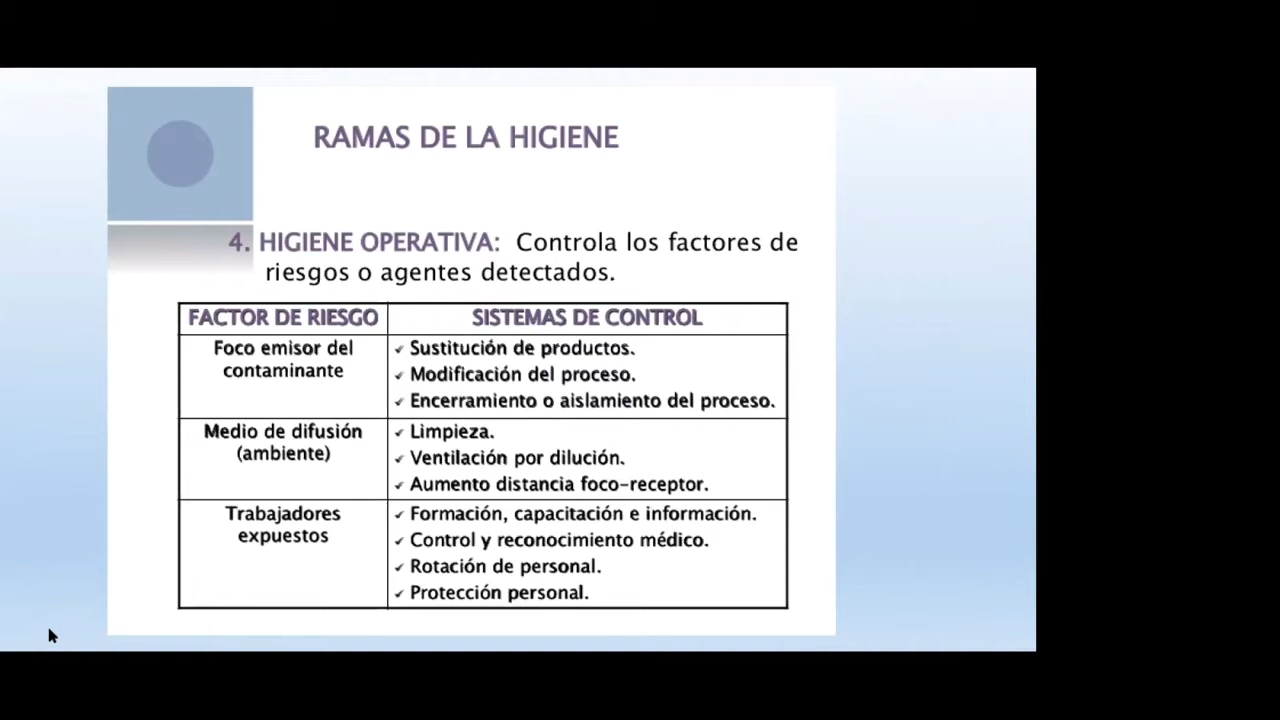 RAMAS DE LA HIGIENE
4. HIGIENE OPERATIVA: Controla los factores de
riesgos o agentes detectados.
FACTOR DE RIESGO
SISTEMAS DE CONTROL
Foco emisor del
contaminante
✓ Sustitución de productos.
✓ Modificación del proceso.
✓ Encerramiento o aislamiento del proceso.
Medio de difusión
(ambiente)
✓ Limpieza.
✓ Ventilación por dilución.
✓ Aumento distancia foco-receptor.
Trabajadores
expuestos
✓ Formación, capacitación e información.
✓ Control y reconocimiento médico.
✓ Rotación de personal.
✓ Protección personal.